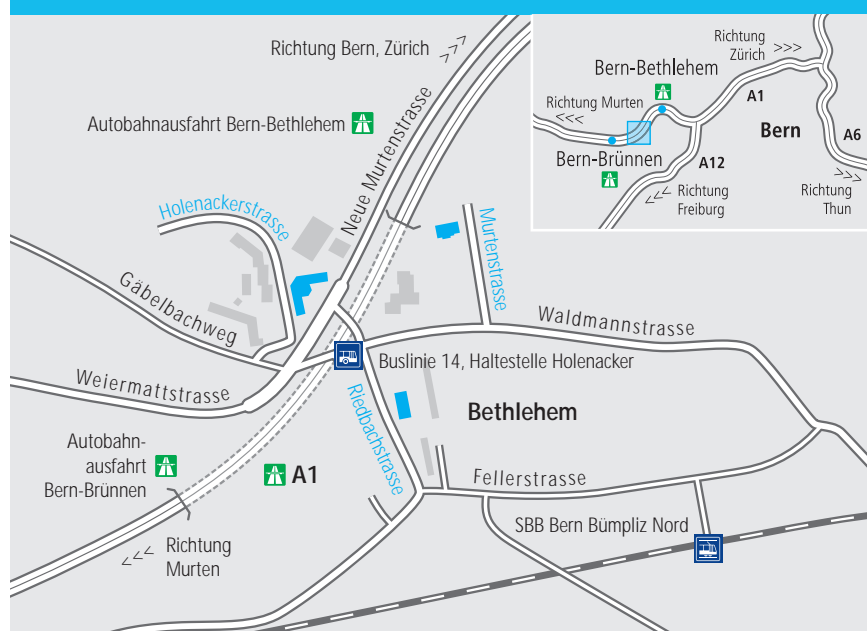 Richtung Bern, Zürich >>>
Autobahnausfahrt Bern-Bethlehem
Neue Murtenstrasse
Holenackerstrasse
Gäbelbachweg
Weiermattstrasse
Murtenstrasse
Waldmannstrasse
Buslinie 14, Haltestelle Holenacker
Riedbachstrasse
Bethlehem
Autobahn-
ausfahrt
Bern-Brünnen
A1
Fellerstrasse
SBB Bern Bümpliz Nord
<<< Richtung
Murten
Richtung
Zürich >>>
Bern-Bethlehem
Richtung Murten
<<<
A1
Bern
A6
Bern-Brünnen
A12
>>>
<<< Richtung
Freiburg
Richtung
Thun